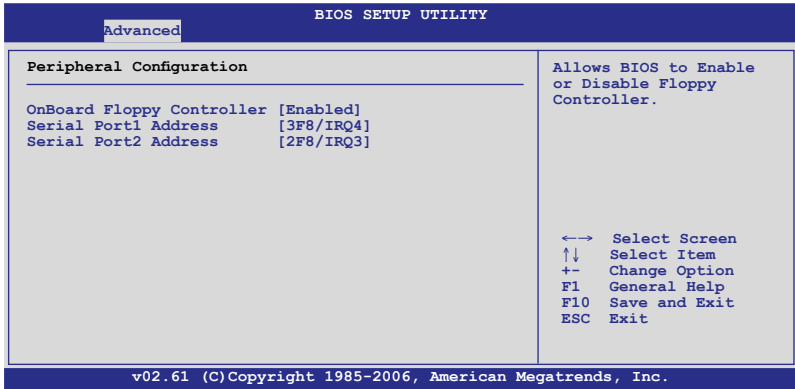 BIOS SETUP UTILITY
Advanced
Peripheral Configuration
OnBoard Floppy Controller [Enabled]
Serial Port1 Address [3F8/IRQ4]
Serial Port2 Address [2F8/IRQ3]
Allows BIOS to Enable
or Disable Floppy
Controller.
←→ Select Screen
↑↓ Select Item
+- Change Option
F1 General Help
F10 Save and Exit
ESC Exit
v02.61 (C)Copyright 1985-2006, American Megatrends, Inc.